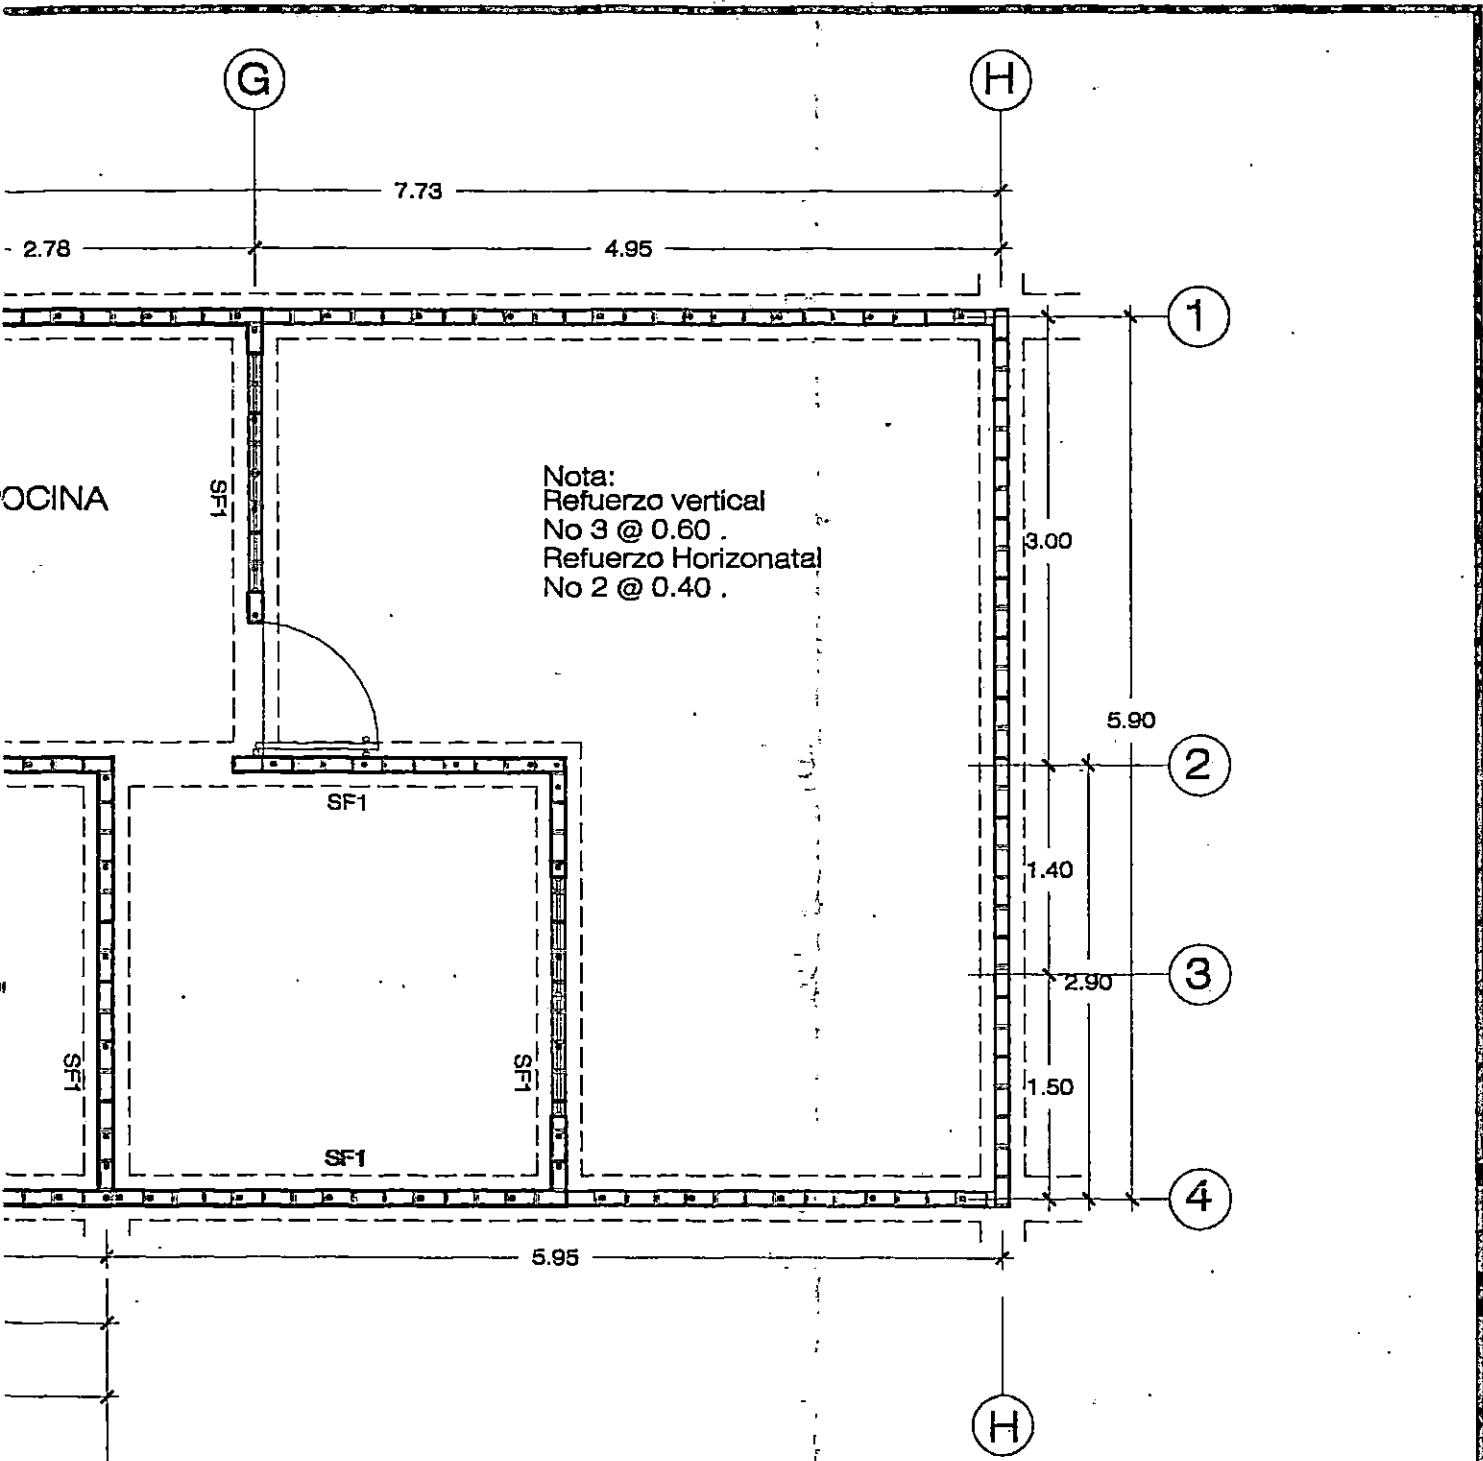 G
H
7.73
2.78
4.95
1
OCINA
SF1
Nota:
Refuerzo vertical
No 3 @ 0.60 .
Refuerzo Horizonatal
No 2 @ 0.40 .
3.00
5.90
2
SF1
1.40
3
2.90
SF1
SF1
1.50
SF1
4
5.95
H